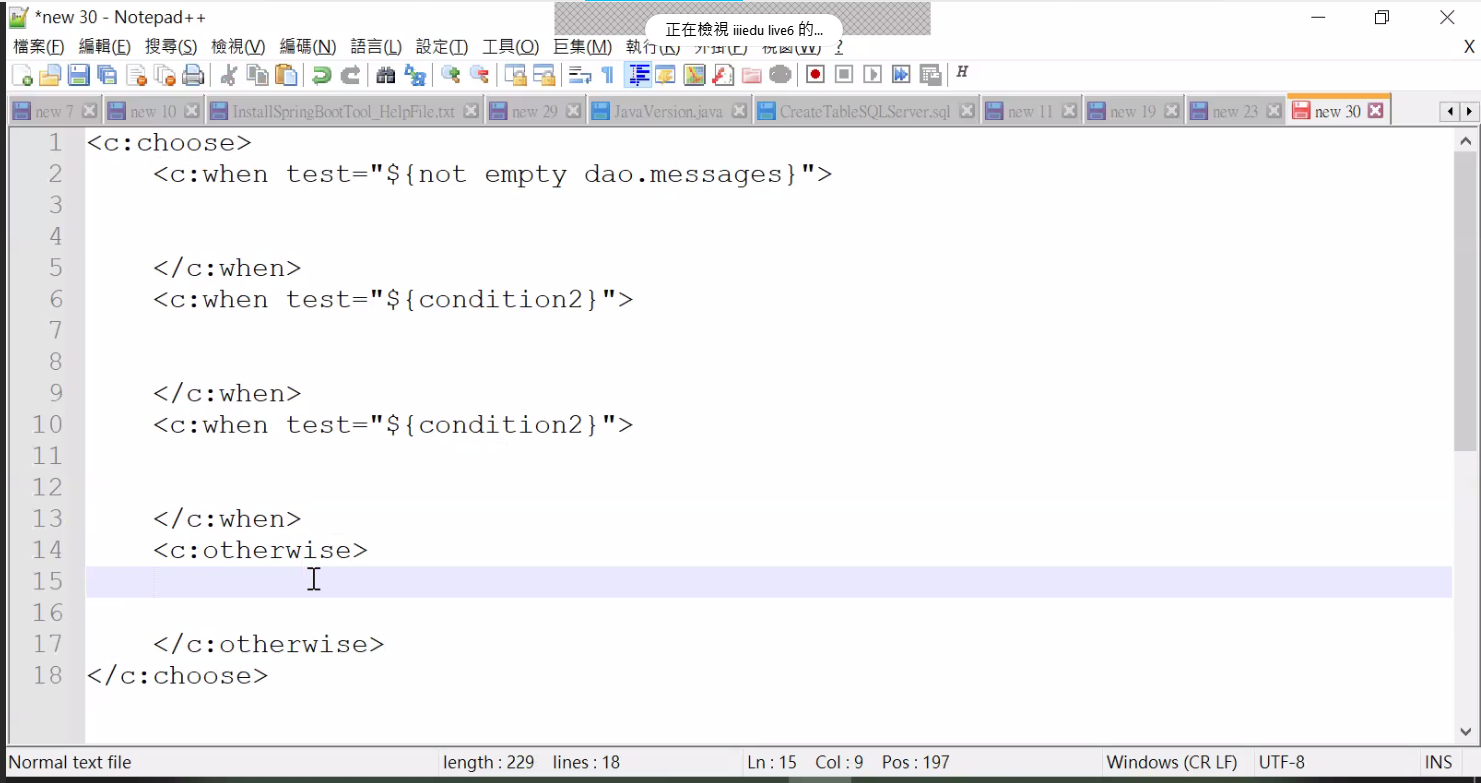 *new 30 - Notepad++
正在檢視 iiiedu live6 的...
檔案(F) 編輯(E) 搜尋(S) 檢視(V) 編碼(N) 語言(L) 設定(T) 工具(O) 巨集(M) 執行(R) 外掛(P) 視窗(W) ? X
new 7 new 10 InstallSpringBootTool_HelpFile.txt new 29 JavaVersion.java CreateTableSQLServer.sql new 11 new 19 new 23 new 30
1 <c:choose>
2 <c:when test="${not empty dao.messages}">
3
4
5 </c:when>
6 <c:when test="${condition2}">
7
8
9 </c:when>
10 <c:when test="${condition2}">
11
12
13 </c:when>
14 <c:otherwise>
15
16
17 </c:otherwise>
18 </c:choose>
Normal text file length : 229 lines : 18 Ln : 15 Col : 9 Pos : 197 Windows (CR LF) UTF-8 INS